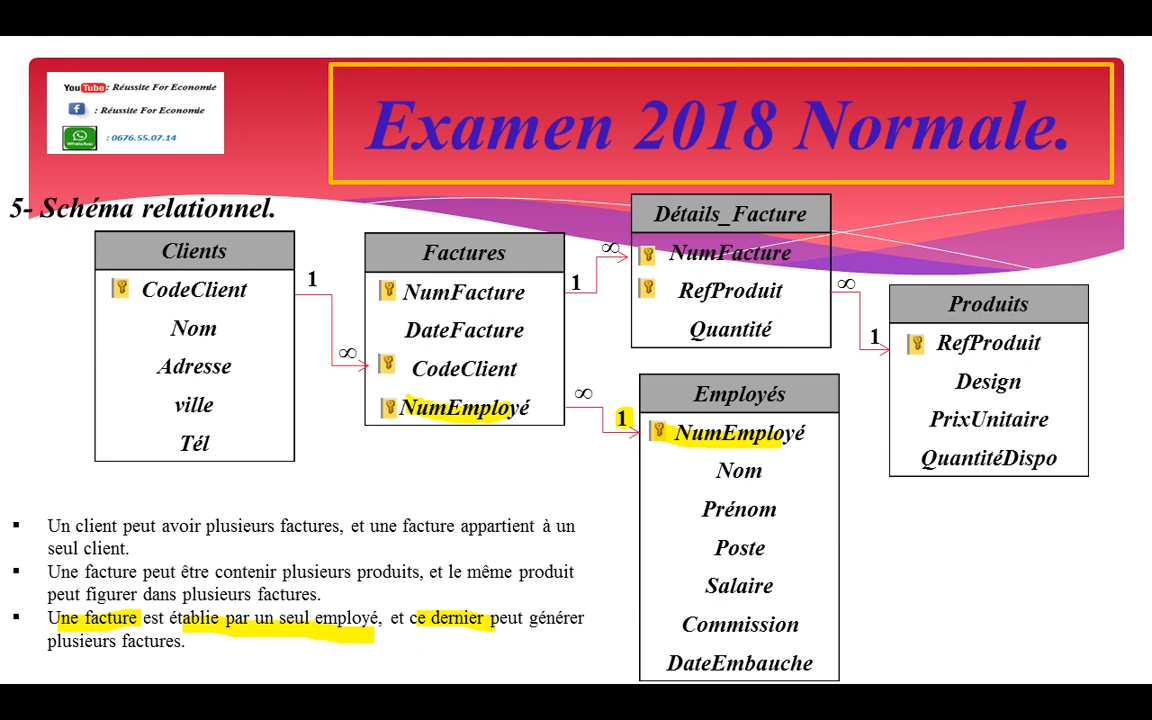 YouTube : Réussite For Economie
: Réussite For Economie
WhatsApp : 0676.55.07.14
Examen 2018 Normale.
5- Schéma relationnel.
Clients
CodeClient
Nom
Adresse
ville
Tél
1
∞
Factures
NumFacture
DateFacture
CodeClient
NumEmployé
1
∞
∞
1
Détails_Facture
NumFacture
RefProduit
Quantité
∞
1
Produits
RefProduit
Design
PrixUnitaire
QuantitéDispo
Employés
NumEmployé
Nom
Prénom
Poste
Salaire
Commission
DateEmbauche
▪ Un client peut avoir plusieurs factures, et une facture appartient à un
seul client.
▪ Une facture peut être contenir plusieurs produits, et le même produit
peut figurer dans plusieurs factures.
▪ Une facture est établie par un seul employé, et ce dernier peut générer
plusieurs factures.